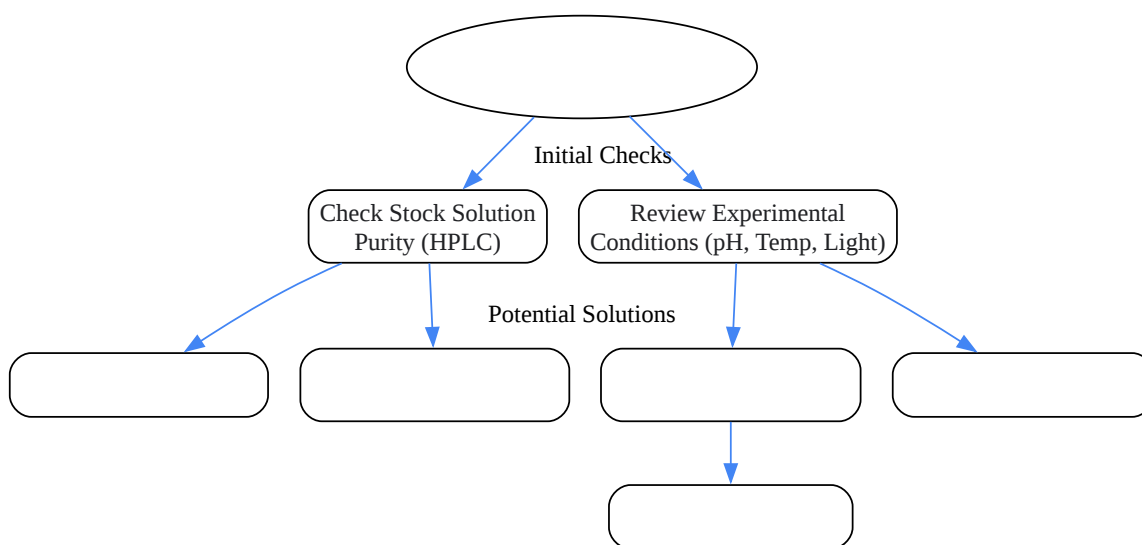 Initial Checks
Check Stock Solution
Purity (HPLC)
Review Experimental
Conditions (pH, Temp, Light)
Potential Solutions